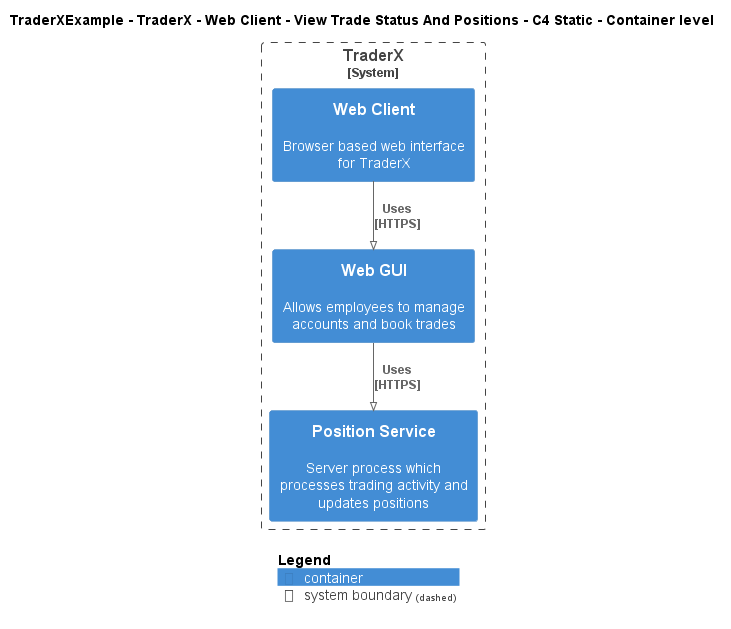 TraderXExample - TraderX - Web Client - View Trade Status And Positions - C4 Static - Container level
TraderX
[System]
Web Client
Browser based web interface
for TraderX
Uses
[HTTPS]
Web GUI
Allows employees to manage
accounts and book trades
Uses
[HTTPS]
Position Service
Server process which
processes trading activity and
updates positions
Legend
container
system boundary (dashed)